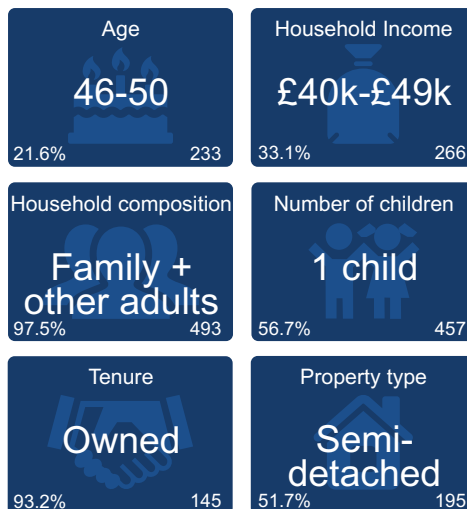 Age
46-50
21.6% 233
Household Income
£40k-£49k
33.1% 266
Household composition
Family +
other adults
97.5% 493
Number of children
1 child
56.7% 457
Tenure
Owned
93.2% 145
Property type
Semi-
detached
51.7% 195